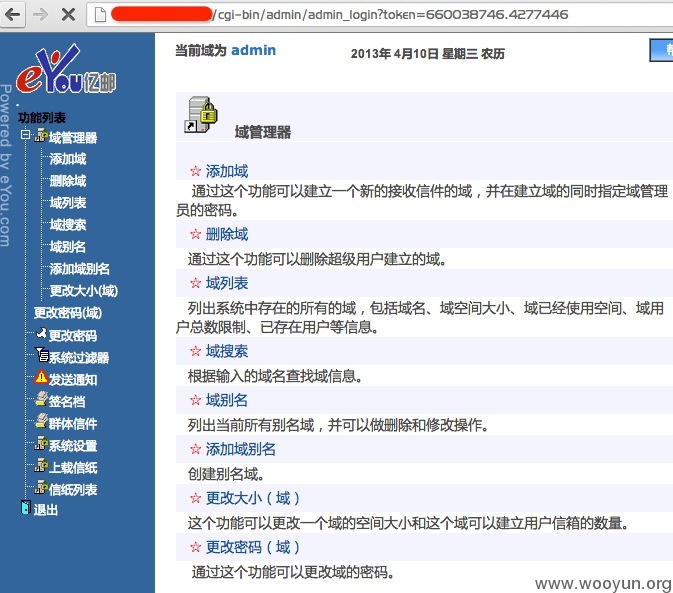 /cgi-bin/admin/admin_login?token=660038746.4277446
eYou亿邮
当前域为 admin
2013年 4月10日 星期三 农历
Powered by eYou.com
功能列表
域管理器
添加域
删除域
域列表
域搜索
域别名
添加域别名
更改大小(域)
更改密码(域)
更改密码
系统过滤器
发送通知
签名档
群体信件
系统设置
上载信纸
信纸列表
退出
域管理器
☆ 添加域
通过这个功能可以建立一个新的接收信件的域，并在建立域的同时指定域管理
员的密码。
☆ 删除域
通过这个功能可以删除超级用户建立的域。
☆ 域列表
列出系统中存在的所有的域，包括域名、域空间大小、域已经使用空间、域用
户总数限制、已存在用户等信息。
☆ 域搜索
根据输入的域名查找域信息。
☆ 域别名
列出当前所有别名域，并可以做删除和修改操作。
☆ 添加域别名
创建别名域。
☆ 更改大小（域）
这个功能可以更改一个域的空间大小和这个域可以建立用户信箱的数量。
☆ 更改密码（域）
通过这个功能可以更改域的密码。
www.wooyun.org